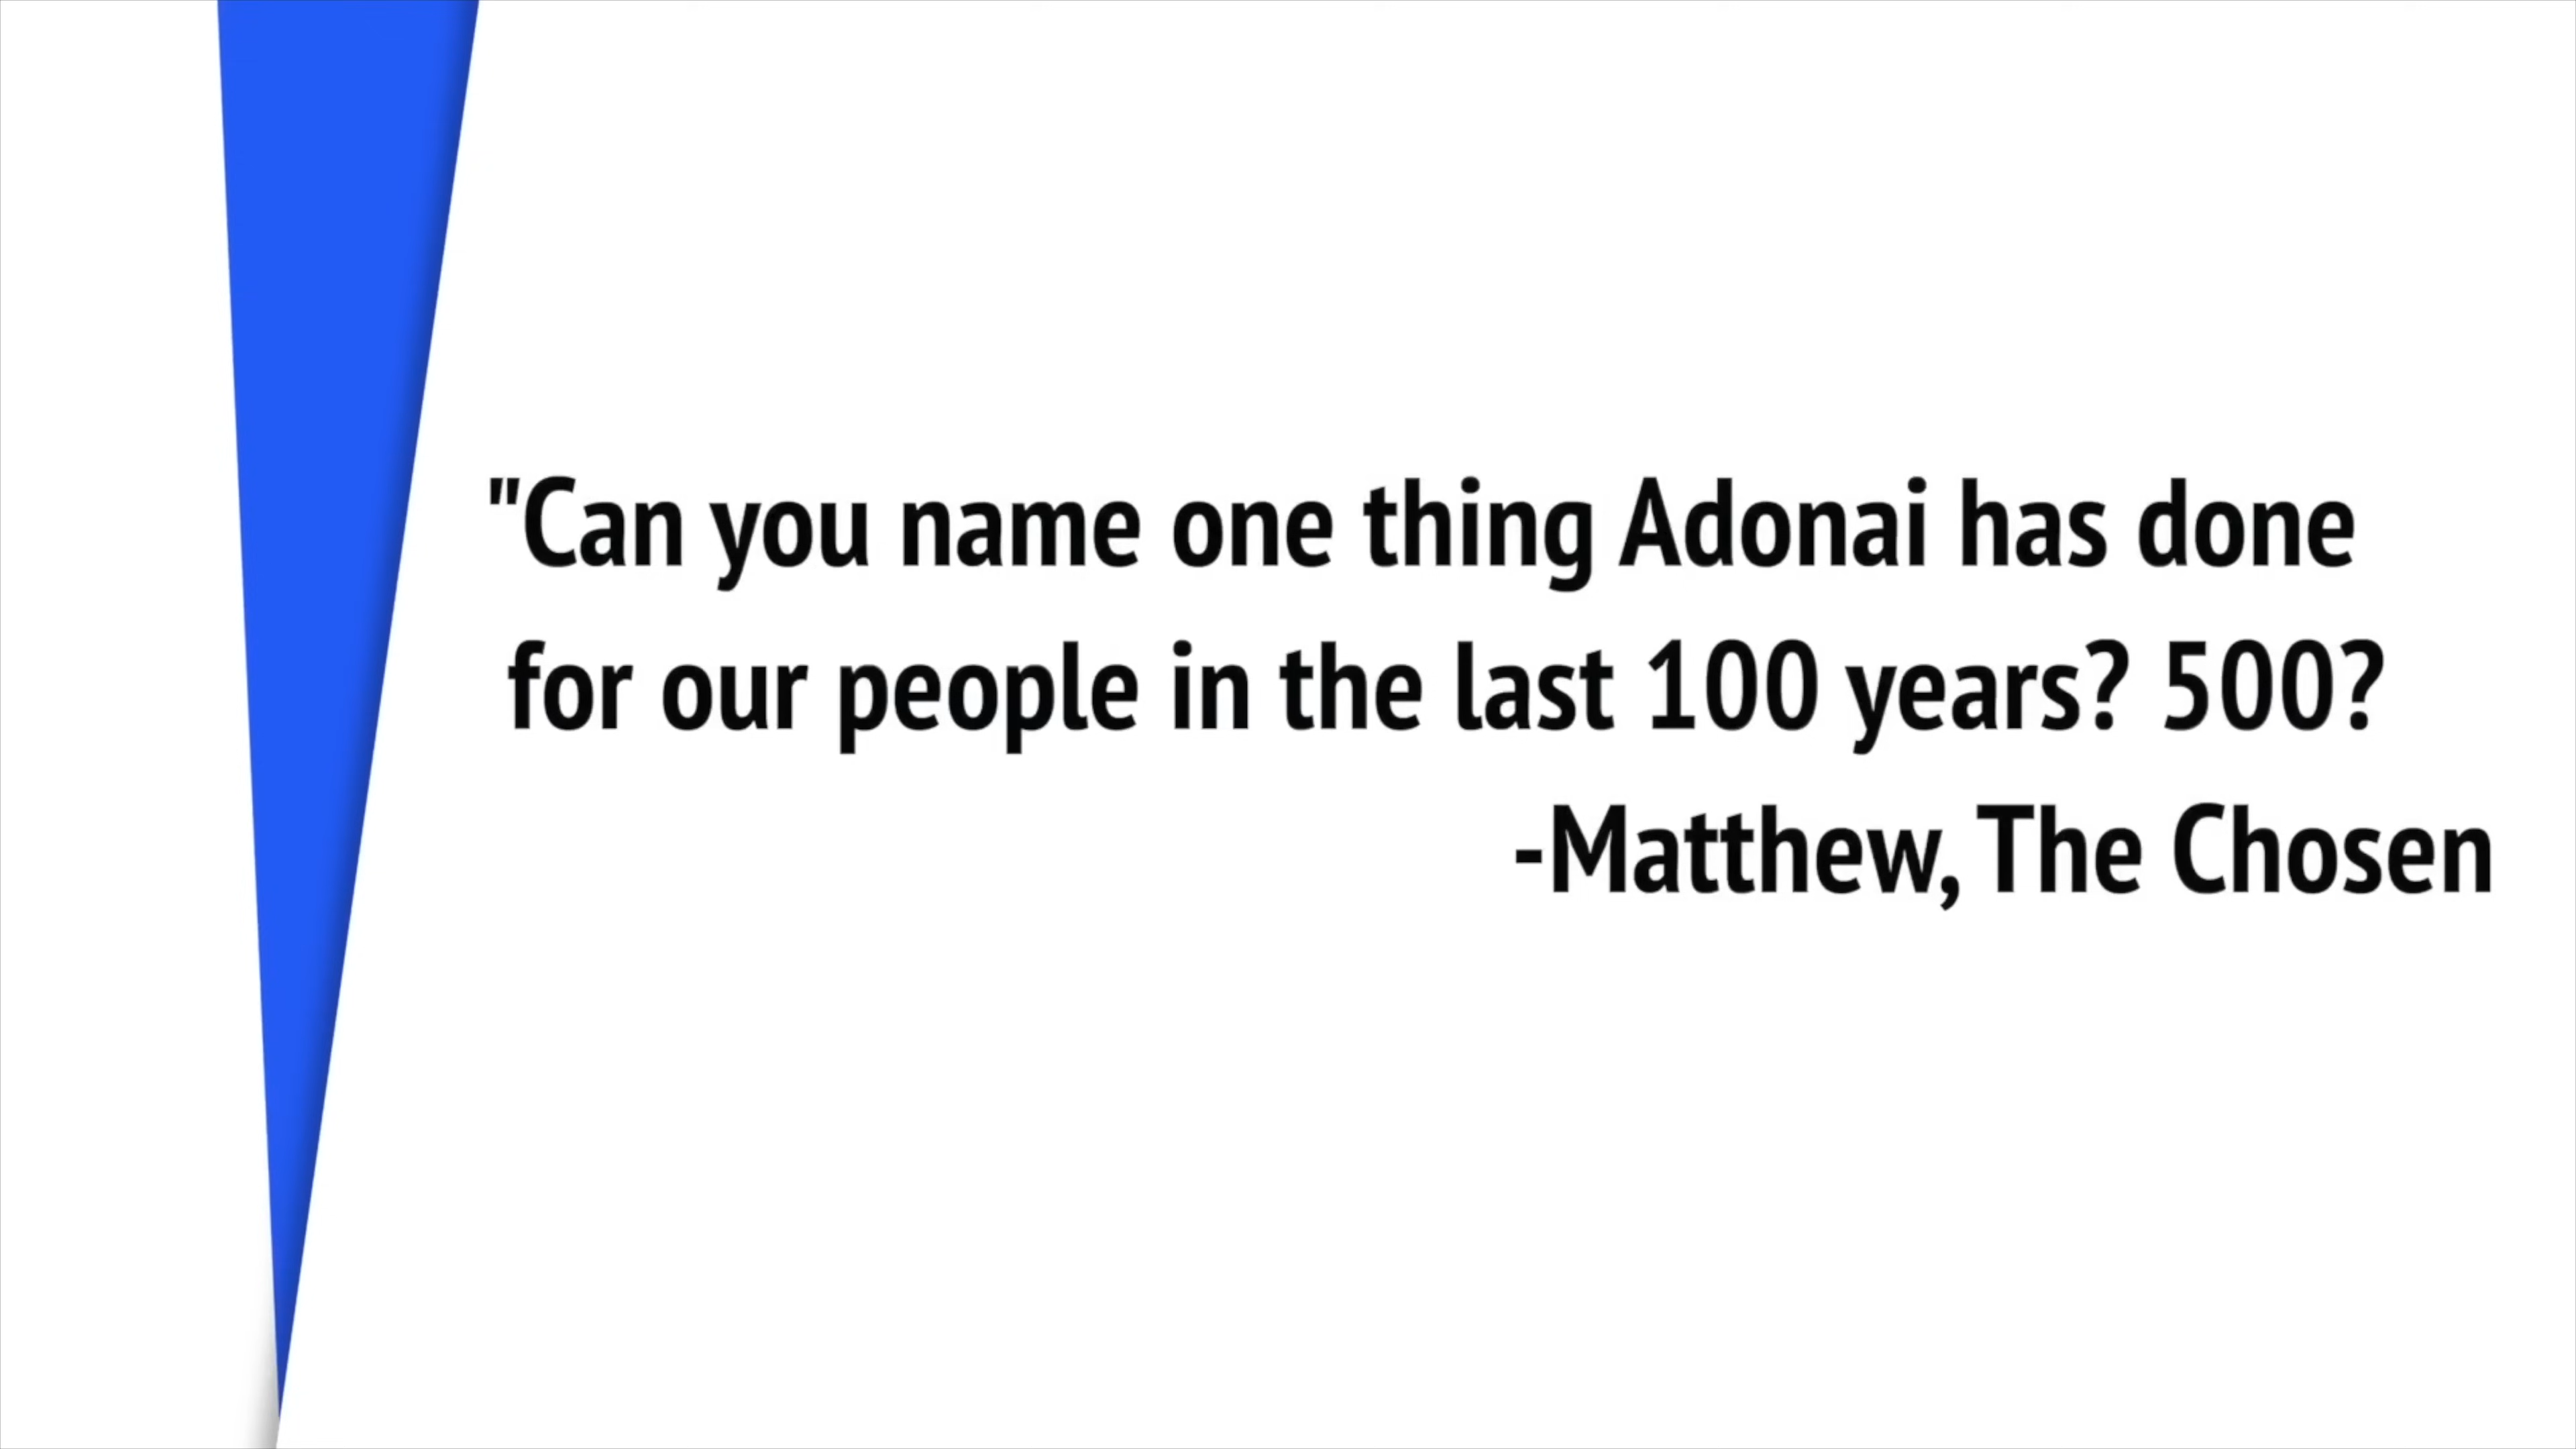 "Can you name one thing Adonai has done
for our people in the last 100 years? 500?
-Matthew, The Chosen